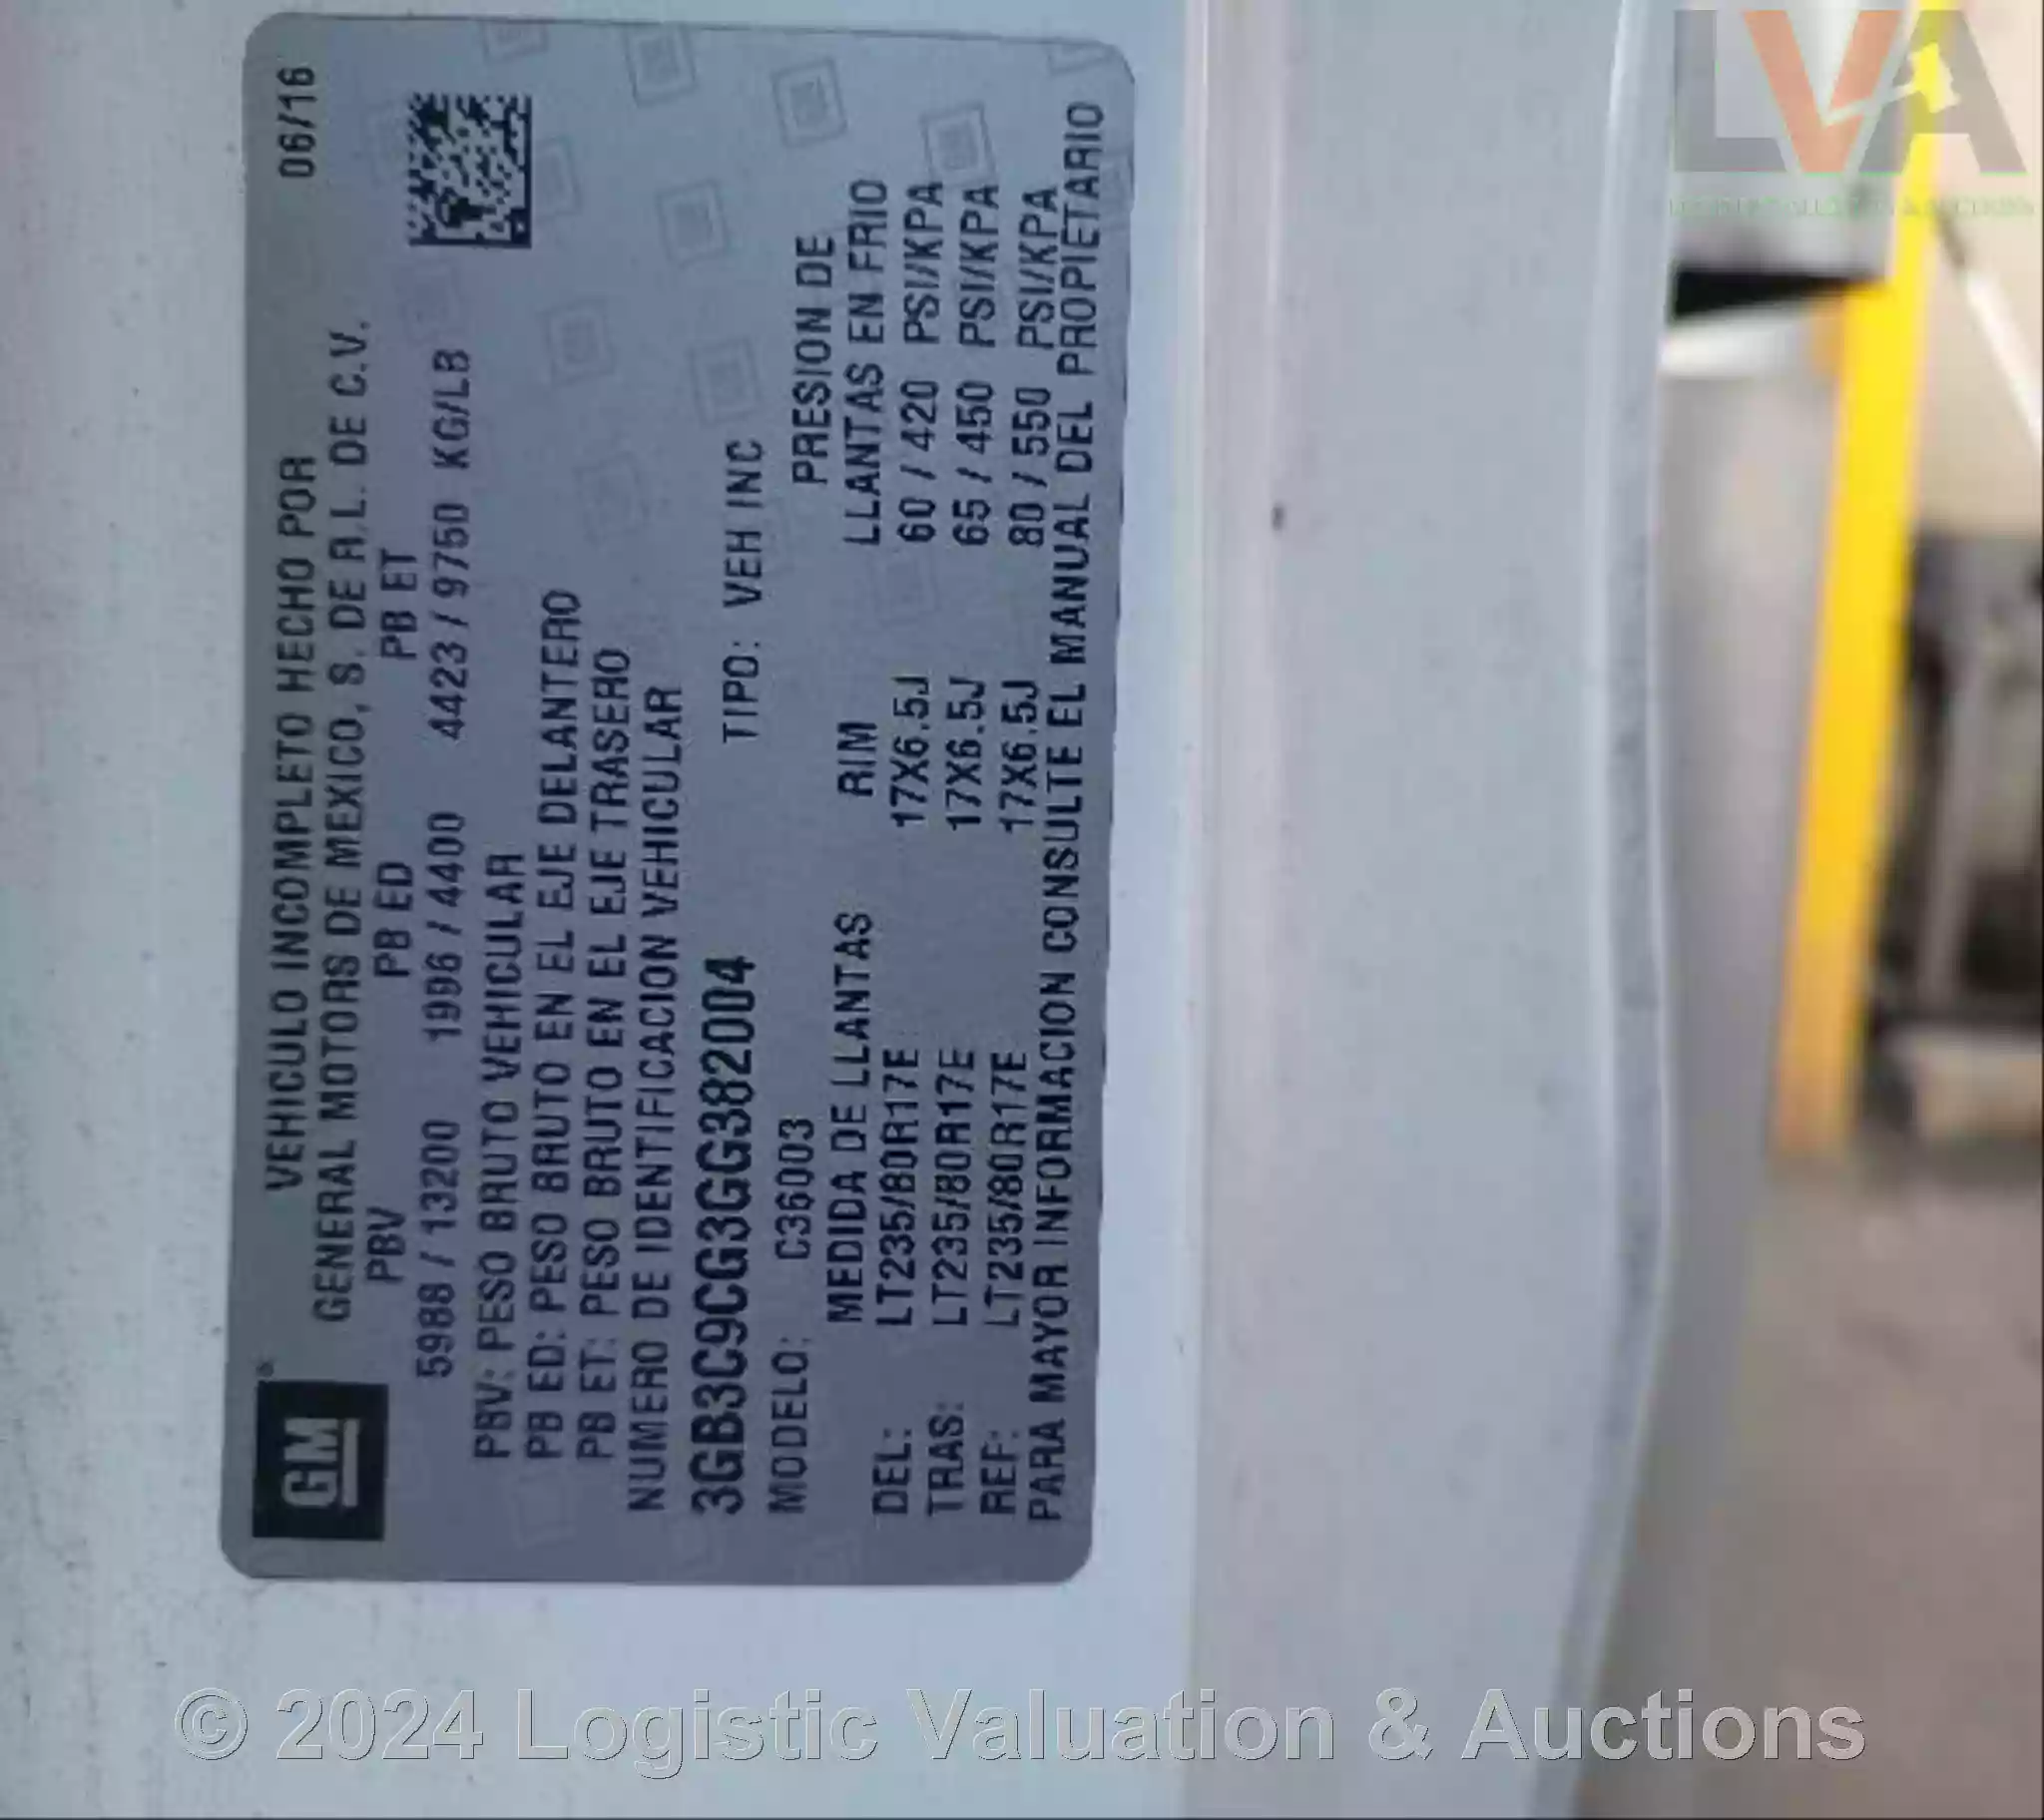 GM
VEHICULO INCOMPLETO HECHO POR 06/16
GENERAL MOTORS DE MEXICO, S. DE R.L. DE C.V.
PBV PB ED PB ET
5988 / 13200 1996 / 4400 4423 / 9750 KG/LB
PBV: PESO BRUTO VEHICULAR
PB ED: PESO BRUTO EN EL EJE DELANTERO
PB ET: PESO BRUTO EN EL EJE TRASERO
NUMERO DE IDENTIFICACION VEHICULAR
3GB3C9CG3GG382004 TIPO: VEH INC
MODELO: C36003
PRESION DE
MEDIDA DE LLANTAS RIM LLANTAS EN FRIO
DEL: LT235/80R17E 17X6.5J 60 / 420 PSI/KPA
TRAS: LT235/80R17E 17X6.5J 65 / 450 PSI/KPA
REF: LT235/80R17E 17X6.5J 80 / 550 PSI/KPA
PARA MAYOR INFORMACION CONSULTE EL MANUAL DEL PROPIETARIO
LVA
LOGISTIC VALUATION & AUCTIONS
© 2024 Logistic Valuation & Auctions